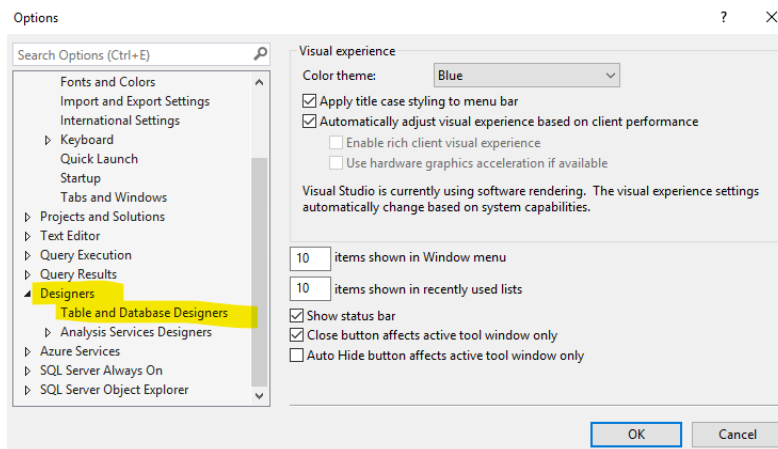 Options
?
Search Options (Ctrl+E)
Fonts and Colors
Import and Export Settings
International Settings
Keyboard
Quick Launch
Startup
Tabs and Windows
Projects and Solutions
Text Editor
Query Execution
Query Results
Designers
Table and Database Designers
Analysis Services Designers
Azure Services
SQL Server Always On
SQL Server Object Explorer
Visual experience
Color theme: Blue
Apply title case styling to menu bar
Automatically adjust visual experience based on client performance
Enable rich client visual experience
Use hardware graphics acceleration if available
Visual Studio is currently using software rendering. The visual experience settings
automatically change based on system capabilities.
10 items shown in Window menu
10 items shown in recently used lists
Show status bar
Close button affects active tool window only
Auto Hide button affects active tool window only
OK Cancel